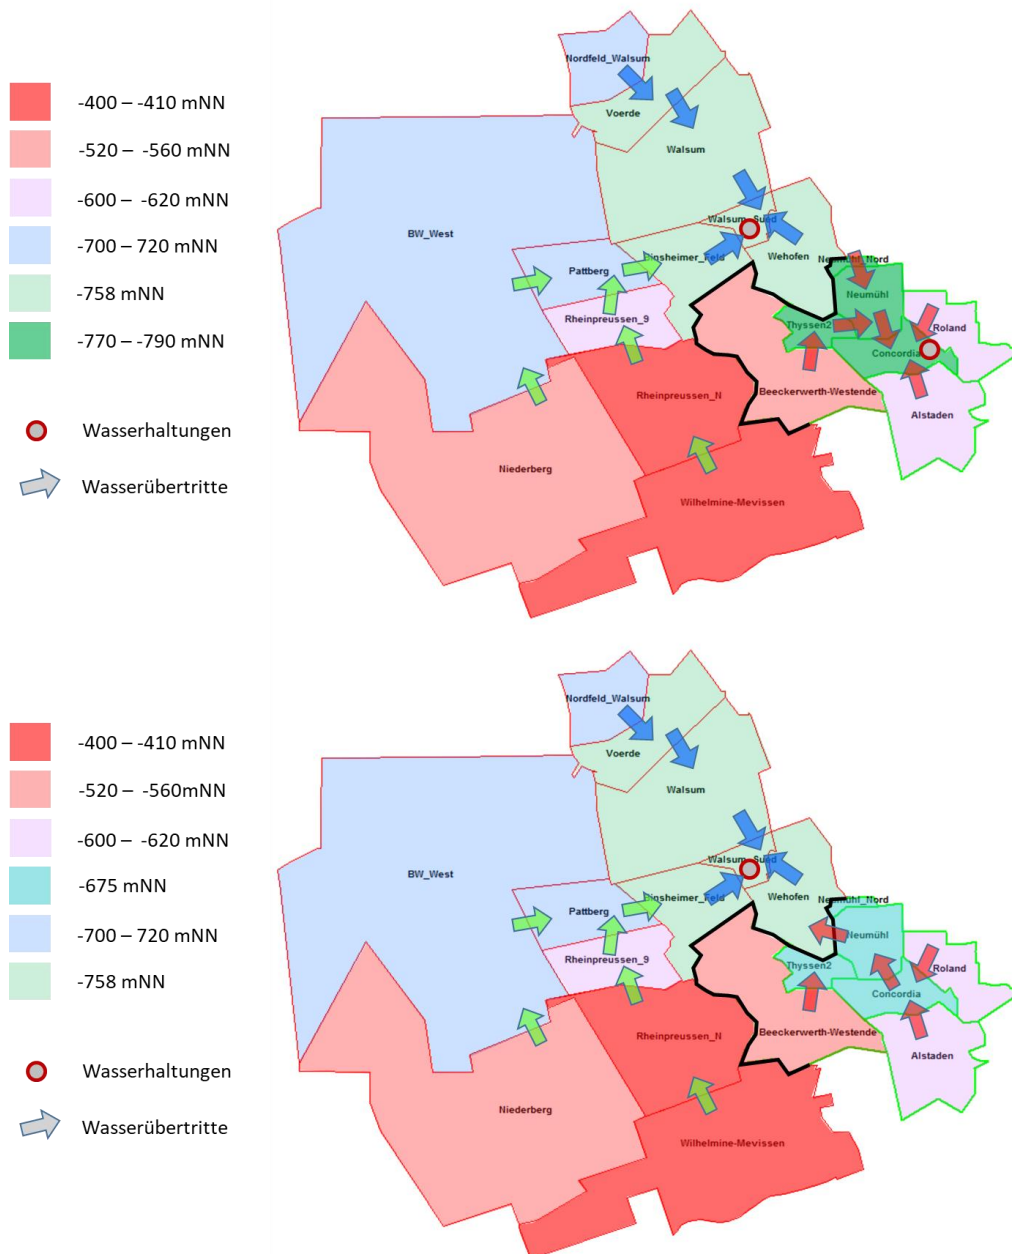 -400 – -410 mNN
-520 – -560 mNN
-600 – -620 mNN
-700 – 720 mNN
-758 mNN
-770 – -790 mNN
Wasserhaltungen
Wasserübertritte
Nordfeld_Walsum
Voerde
Walsum
BW_West
Walsum_Sued
Pattberg
Binsheimer_Feld
Wehofen
Neumühl_Nord
Neumühl
Rheinpreussen_9
Thyssen2
Roland
Concordia
Rheinpreussen_N
Beeckerwerth-Westende
Alstaden
Niederberg
Wilhelmine-Mevissen
-400 – -410 mNN
-520 – -560mNN
-600 – -620 mNN
-675 mNN
-700 – 720 mNN
-758 mNN
Wasserhaltungen
Wasserübertritte
Nordfeld_Walsum
Voerde
Walsum
BW_West
Walsum_Sued
Pattberg
Binsheimer_Feld
Wehofen
Neumühl_Nord
Neumühl
Rheinpreussen_9
Thyssen2
Roland
Concordia
Rheinpreussen_N
Beeckerwerth-Westende
Alstaden
Niederberg
Wilhelmine-Mevissen